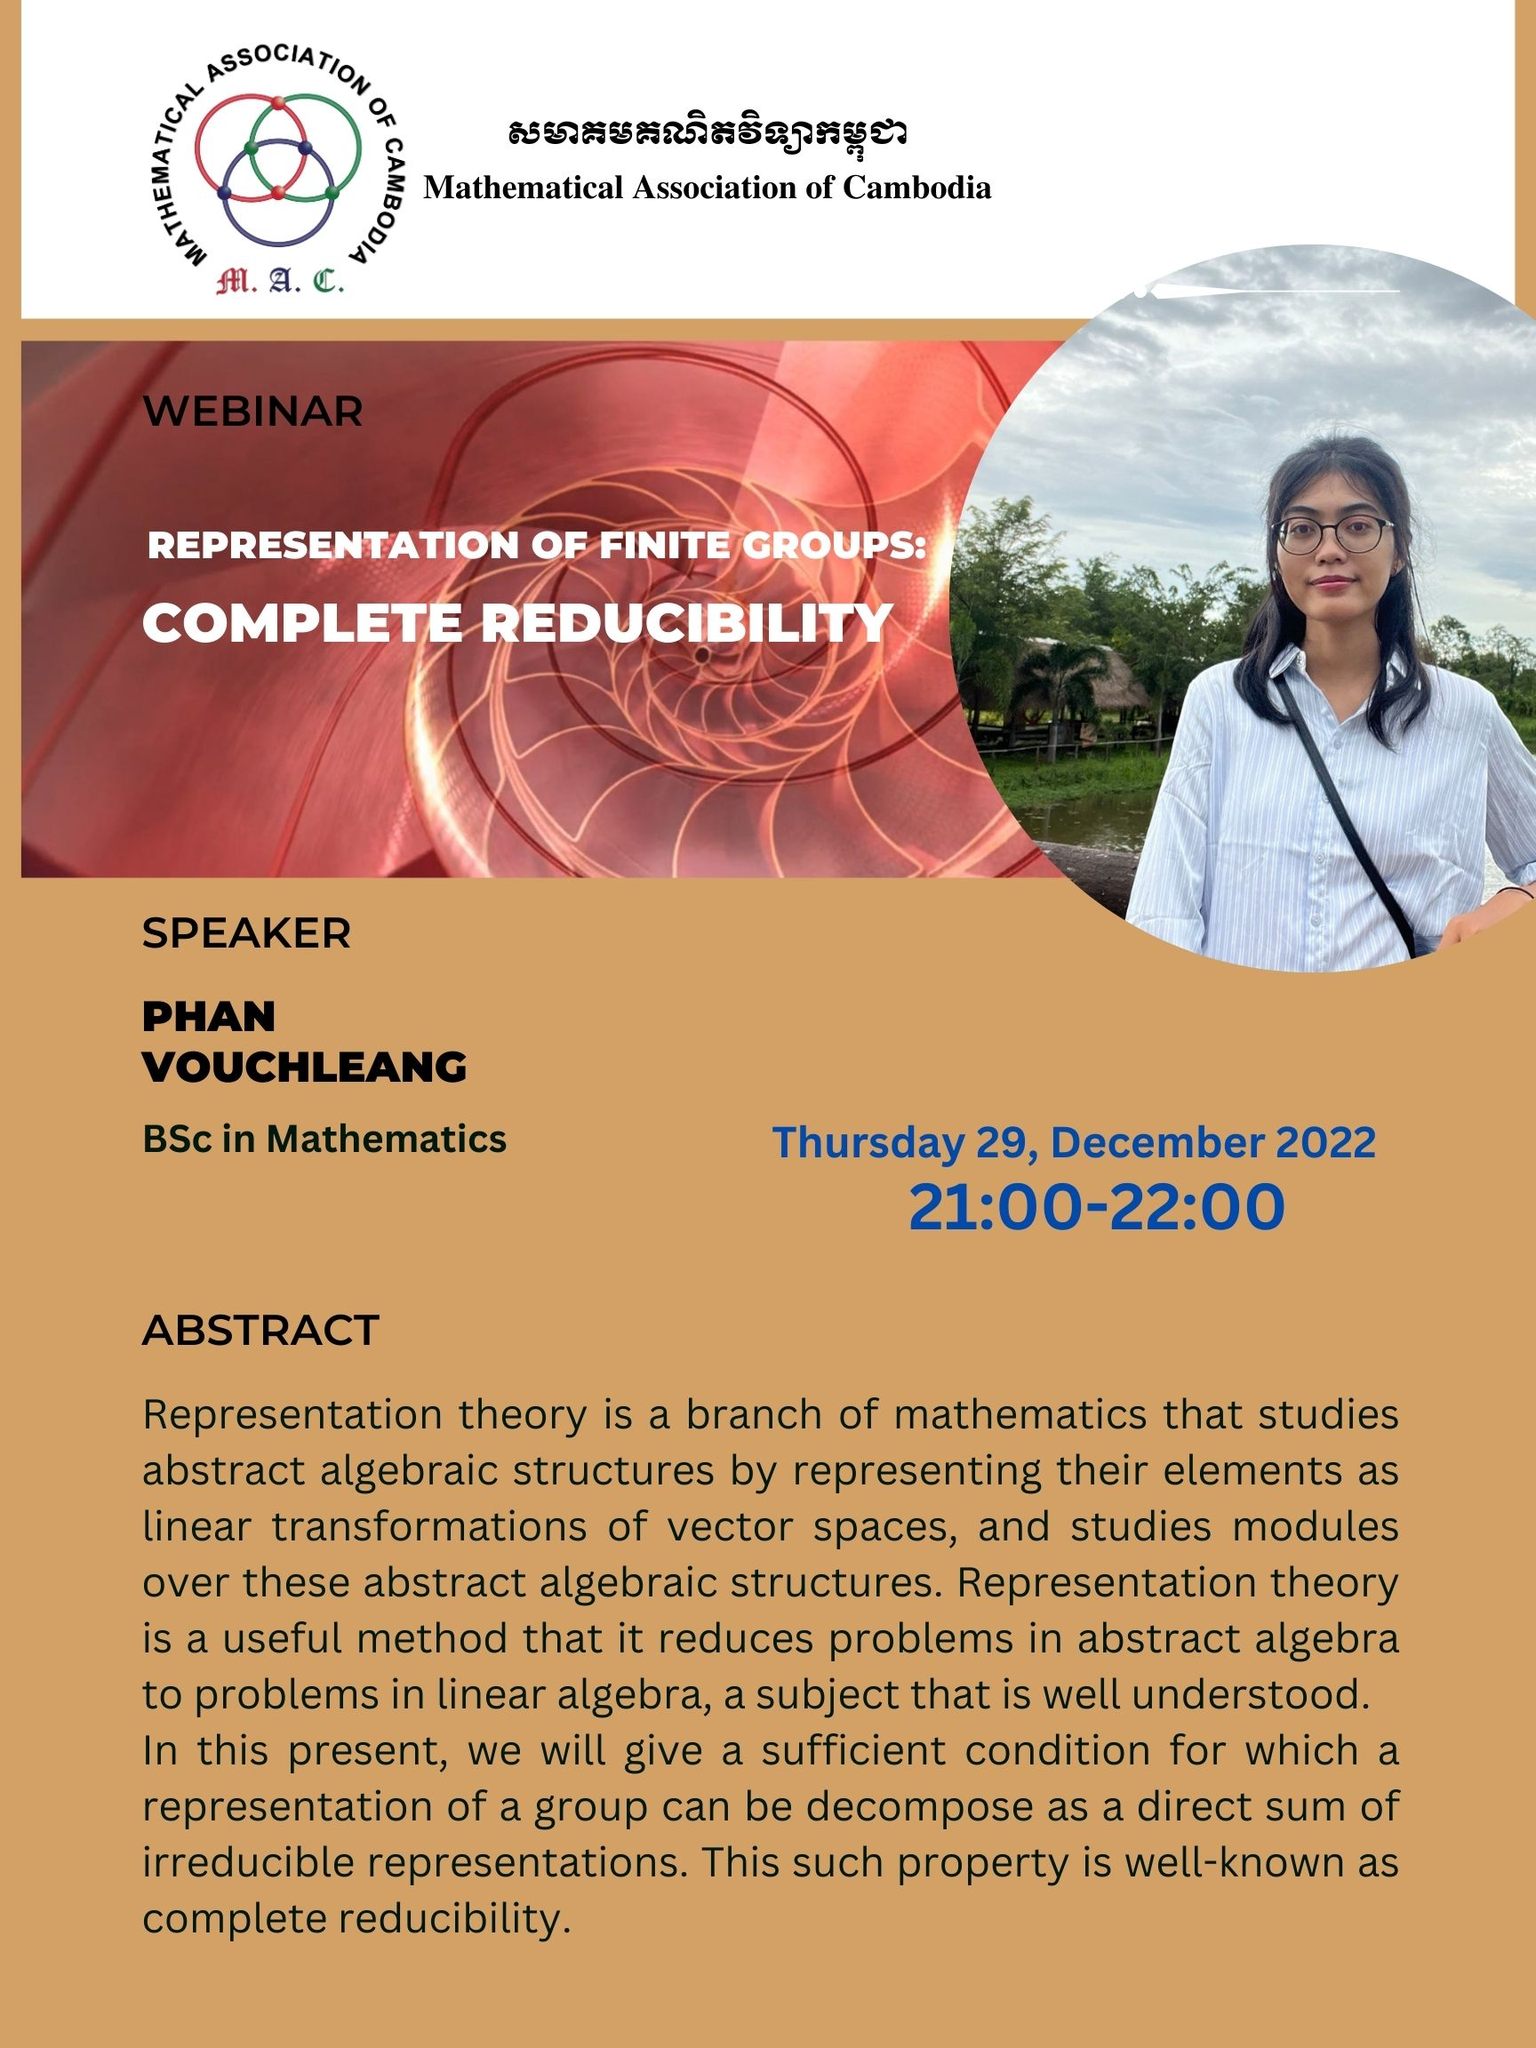 MATHEMATICAL ASSOCIATION OF CAMBODIA
M. A. C.
សមាគមគណិតវិទ្យាកម្ពុជា
Mathematical Association of Cambodia
WEBINAR
REPRESENTATION OF FINITE GROUPS:
COMPLETE REDUCIBILITY
SPEAKER
PHAN
VOUCHLEANG
BSc in Mathematics
Thursday 29, December 2022
21:00-22:00
ABSTRACT
Representation theory is a branch of mathematics that studies
abstract algebraic structures by representing their elements as
linear transformations of vector spaces, and studies modules
over these abstract algebraic structures. Representation theory
is a useful method that it reduces problems in abstract algebra
to problems in linear algebra, a subject that is well understood.
In this present, we will give a sufficient condition for which a
representation of a group can be decompose as a direct sum of
irreducible representations. This such property is well-known as
complete reducibility.